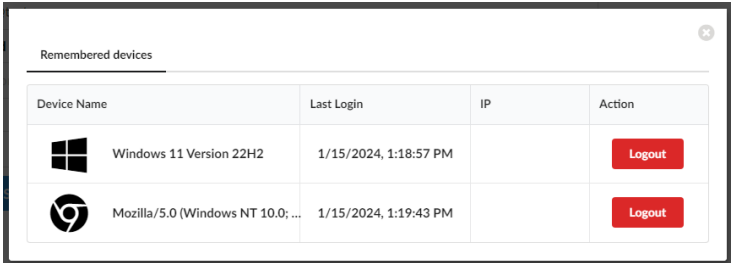 Remembered devices
Device Name Last Login IP Action
Windows 11 Version 22H2 1/15/2024, 1:18:57 PM Logout
Mozilla/5.0 (Windows NT 10.0; ... 1/15/2024, 1:19:43 PM Logout